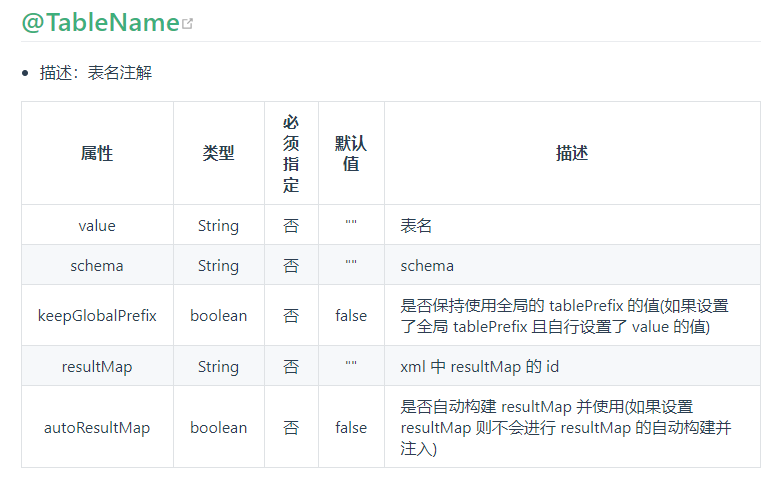 @TableName
描述：表名注解
属性 类型 必须指定 默认值 描述
value String 否 "" 表名
schema String 否 "" schema
keepGlobalPrefix boolean 否 false 是否保持使用全局的 tablePrefix 的值(如果设置
了全局 tablePrefix 且自行设置了 value 的值)
resultMap String 否 "" xml 中 resultMap 的 id
autoResultMap boolean 否 false 是否自动构建 resultMap 并使用(如果设置
resultMap 则不会进行 resultMap 的自动构建并
注入)